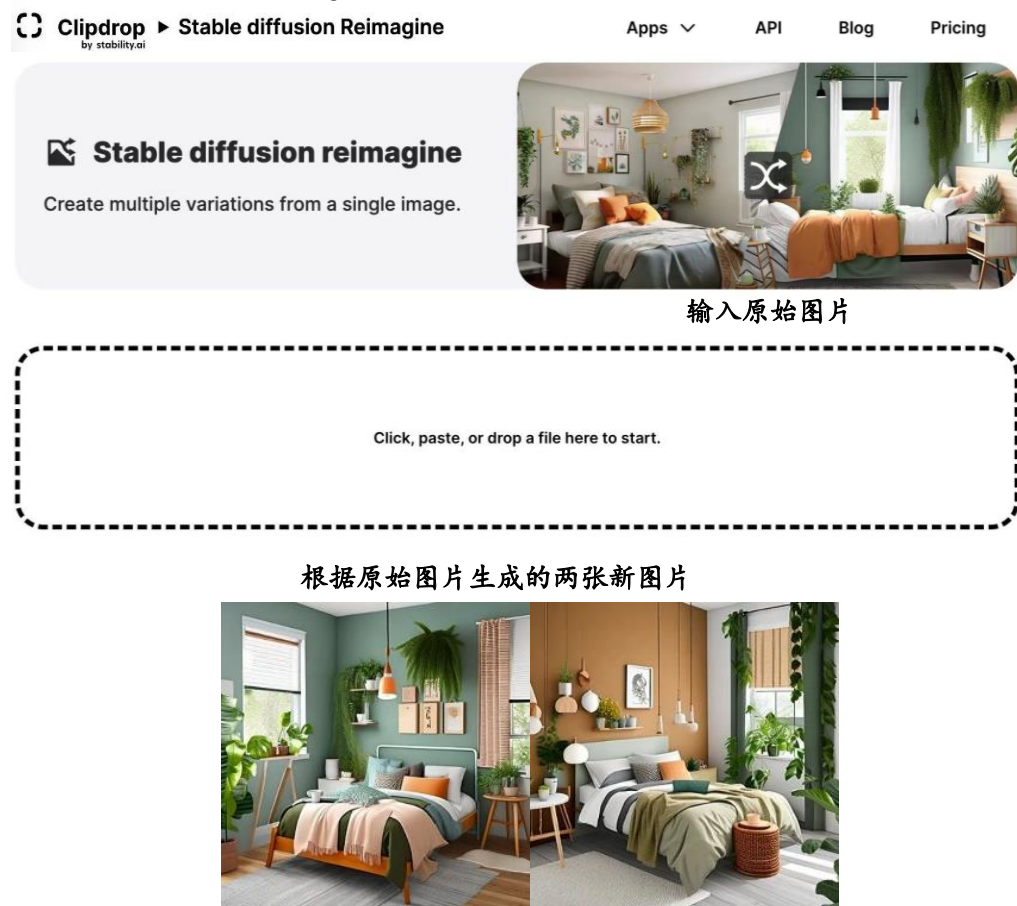 Clipdrop ▶ Stable diffusion Reimagine Apps API Blog Pricing
by stability.ai
Stable diffusion reimagine
Create multiple variations from a single image.
输入原始图片
Click, paste, or drop a file here to start.
根据原始图片生成的两张新图片